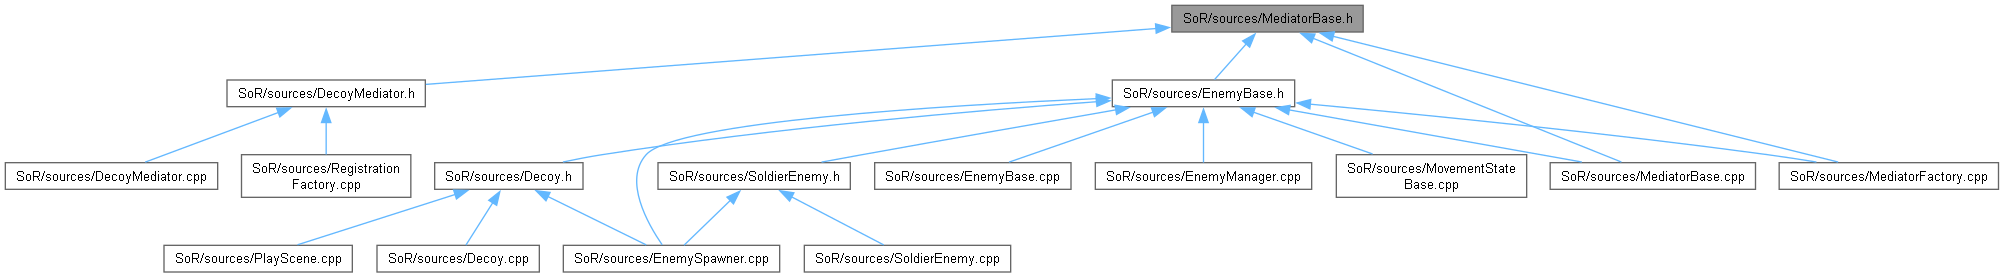 SoR/sources/MediatorBase.h
SoR/sources/DecoyMediator.h
SoR/sources/EnemyBase.h
SoR/sources/DecoyMediator.cpp
SoR/sources/Registration
Factory.cpp
SoR/sources/Decoy.h
SoR/sources/SoldierEnemy.h
SoR/sources/EnemyBase.cpp
SoR/sources/EnemyManager.cpp
SoR/sources/MovementState
Base.cpp
SoR/sources/MediatorBase.cpp
SoR/sources/MediatorFactory.cpp
SoR/sources/PlayScene.cpp
SoR/sources/Decoy.cpp
SoR/sources/EnemySpawner.cpp
SoR/sources/SoldierEnemy.cpp